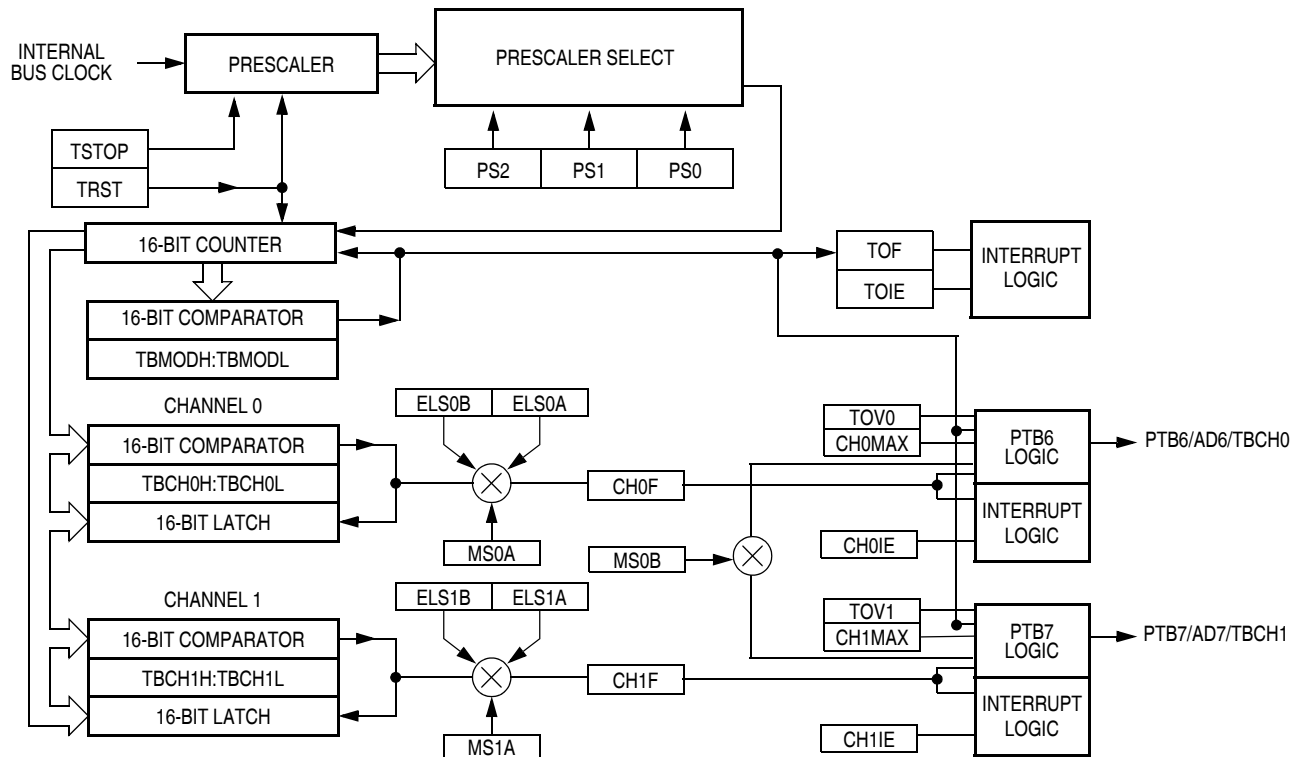 INTERNAL
BUS CLOCK
PRESCALER
PRESCALER SELECT
TSTOP
TRST
PS2
PS1
PS0
16-BIT COUNTER
TOF
TOIE
INTERRUPT
LOGIC
16-BIT COMPARATOR
TBMODH:TBMODL
CHANNEL 0
16-BIT COMPARATOR
TBCH0H:TBCH0L
16-BIT LATCH
ELS0B
ELS0A
MS0A
CH0F
MS0B
TOV0
CH0MAX
CH0IE
PTB6
LOGIC
INTERRUPT
LOGIC
PTB6/AD6/TBCH0
CHANNEL 1
16-BIT COMPARATOR
TBCH1H:TBCH1L
16-BIT LATCH
ELS1B
ELS1A
MS1A
CH1F
TOV1
CH1MAX
CH1IE
PTB7
LOGIC
INTERRUPT
LOGIC
PTB7/AD7/TBCH1